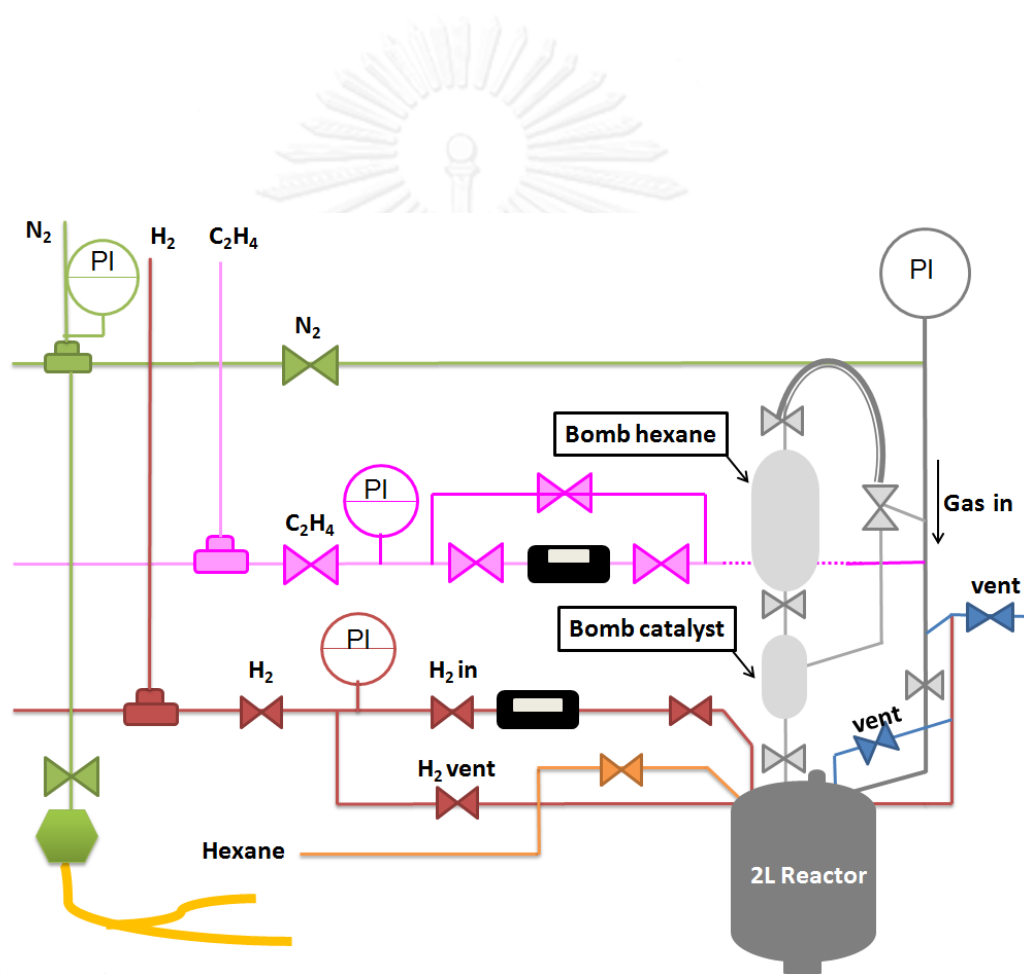 N₂
H₂
C₂H₄
PI
PI
N₂
Bomb hexane
PI
Gas in
C₂H₄
vent
Bomb catalyst
PI
H₂
H₂ in
vent
H₂ vent
Hexane
2L Reactor